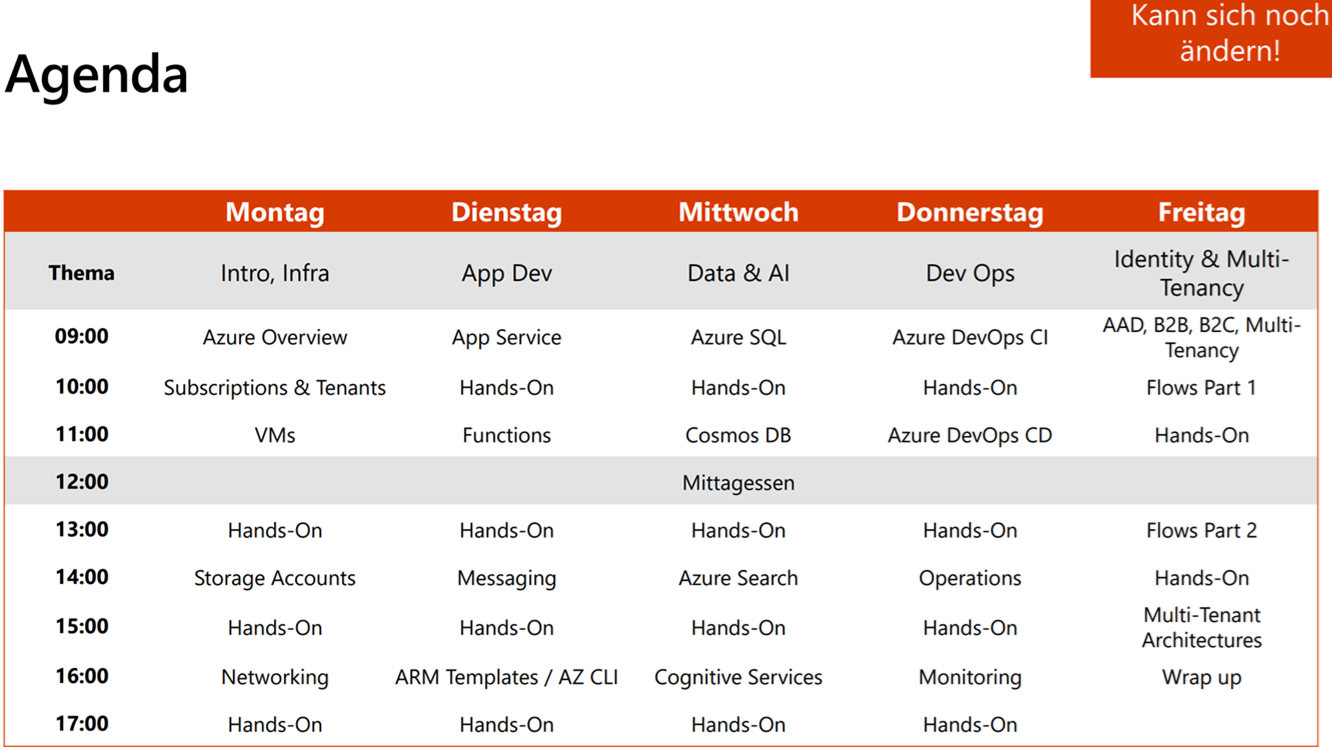 Kann sich noch
ändern!
Agenda
Montag Dienstag Mittwoch Donnerstag Freitag
Thema Intro, Infra App Dev Data & AI Dev Ops Identity & Multi-
Tenancy
09:00 Azure Overview App Service Azure SQL Azure DevOps CI AAD, B2B, B2C, Multi-
Tenancy
10:00 Subscriptions & Tenants Hands-On Hands-On Hands-On Flows Part 1
11:00 VMs Functions Cosmos DB Azure DevOps CD Hands-On
12:00 Mittagessen
13:00 Hands-On Hands-On Hands-On Hands-On Flows Part 2
14:00 Storage Accounts Messaging Azure Search Operations Hands-On
15:00 Hands-On Hands-On Hands-On Hands-On Multi-Tenant
Architectures
16:00 Networking ARM Templates / AZ CLI Cognitive Services Monitoring Wrap up
17:00 Hands-On Hands-On Hands-On Hands-On